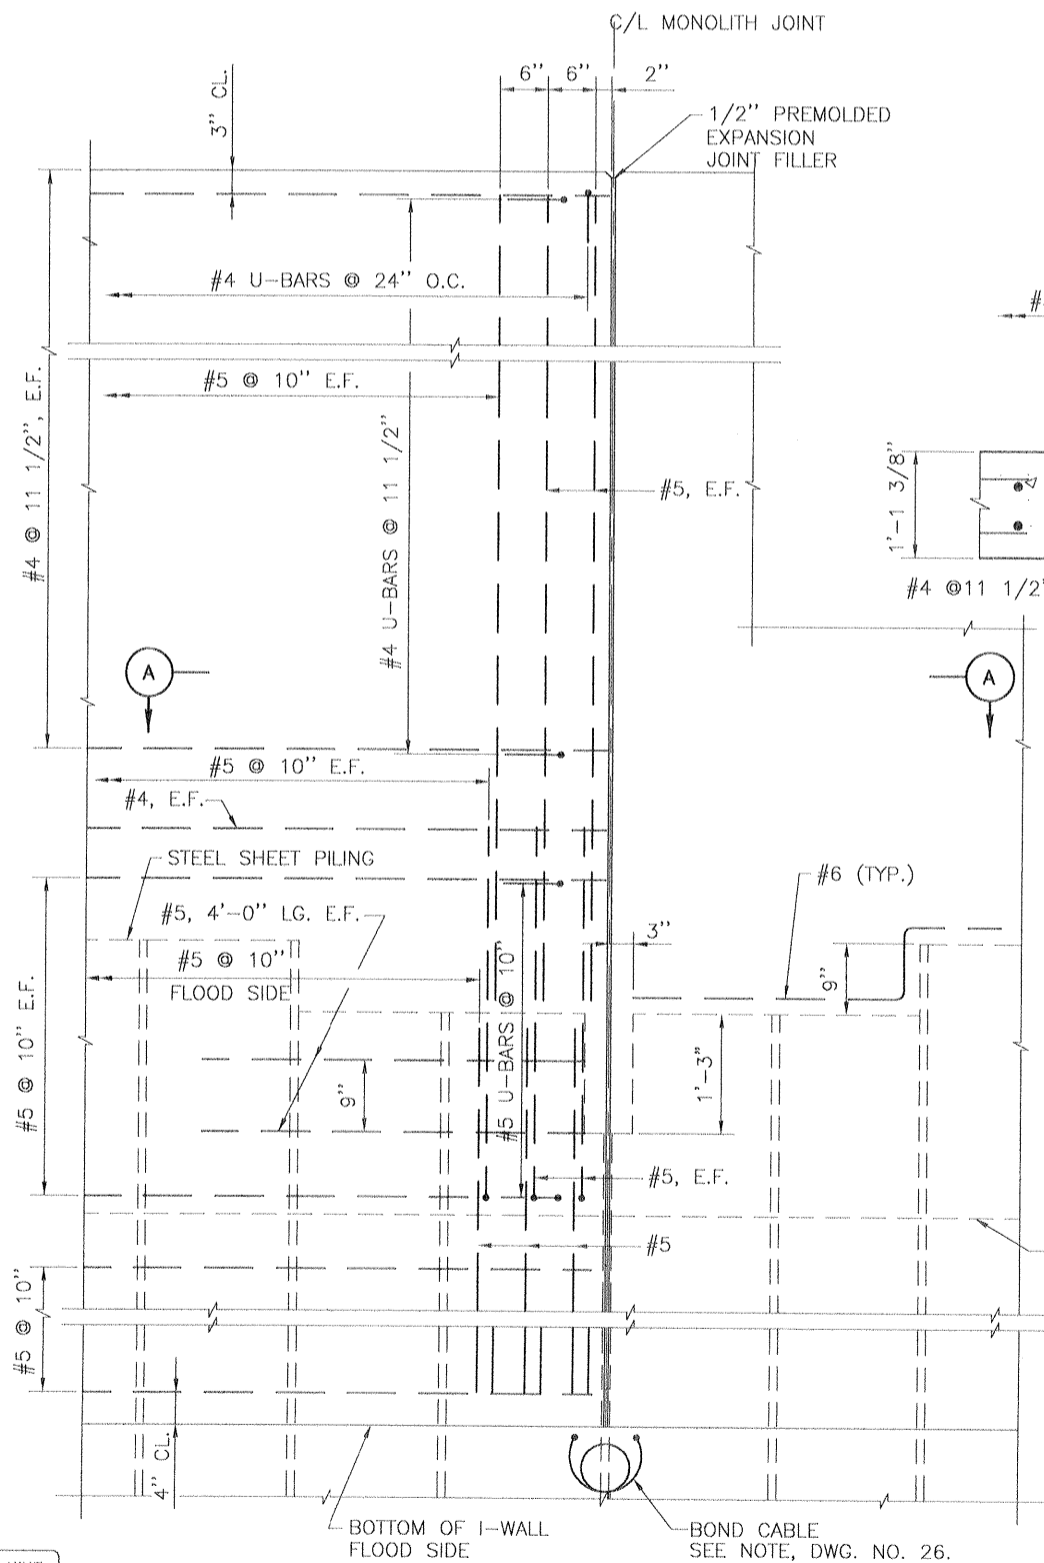 C/L MONOLITH JOINT
6" 6" 2"
3" CL.
1/2" PREMOLDED
EXPANSION
JOINT FILLER
#4 U-BARS @ 24" O.C.
#5 @ 10" E.F.
#4 @ 11 1/2", E.F.
#4 U-BARS @ 11 1/2"
#5, E.F.
1'-1 3/8"
#4 @11 1/2"
A
A
#5 @ 10" E.F.
#4, E.F.
STEEL SHEET PILING
#6 (TYP.)
#5, 4'-0" LG. E.F.
#5 @ 10"
FLOOD SIDE
3"
9"
#5 @ 10" E.F.
#5 U-BARS @ 10"
9"
1'-3"
#5, E.F.
#5
#5 @ 10"
4" CL.
BOTTOM OF I-WALL
FLOOD SIDE
BOND CABLE
SEE NOTE, DWG. NO. 26.